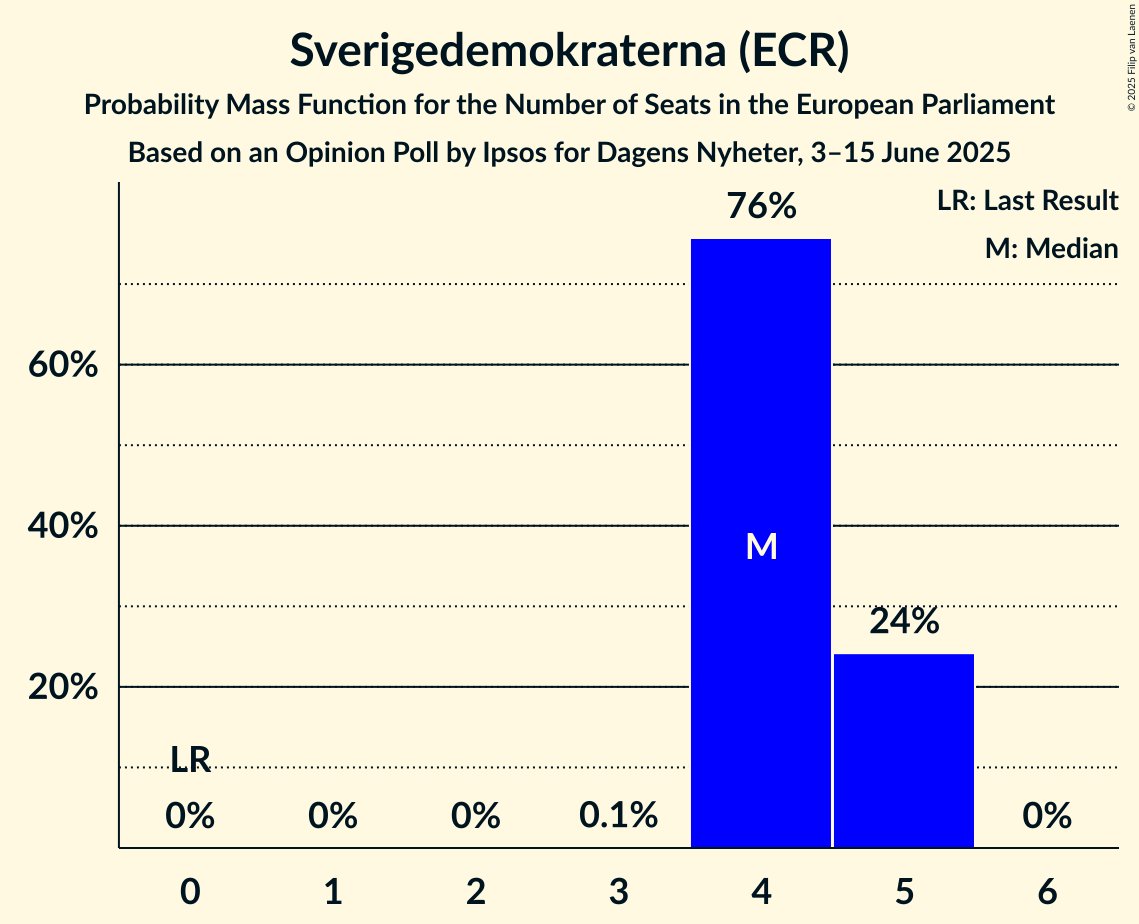 Sverigedemokraterna (ECR)
Probability Mass Function for the Number of Seats in the European Parliament
Based on an Opinion Poll by Ipsos for Dagens Nyheter, 3–15 June 2025
© 2025 Filip van Laenen
LR: Last Result
M: Median
76%
60%
40%
M
24%
20%
LR
0% 0% 0% 0.1% 0%
0 1 2 3 4 5 6